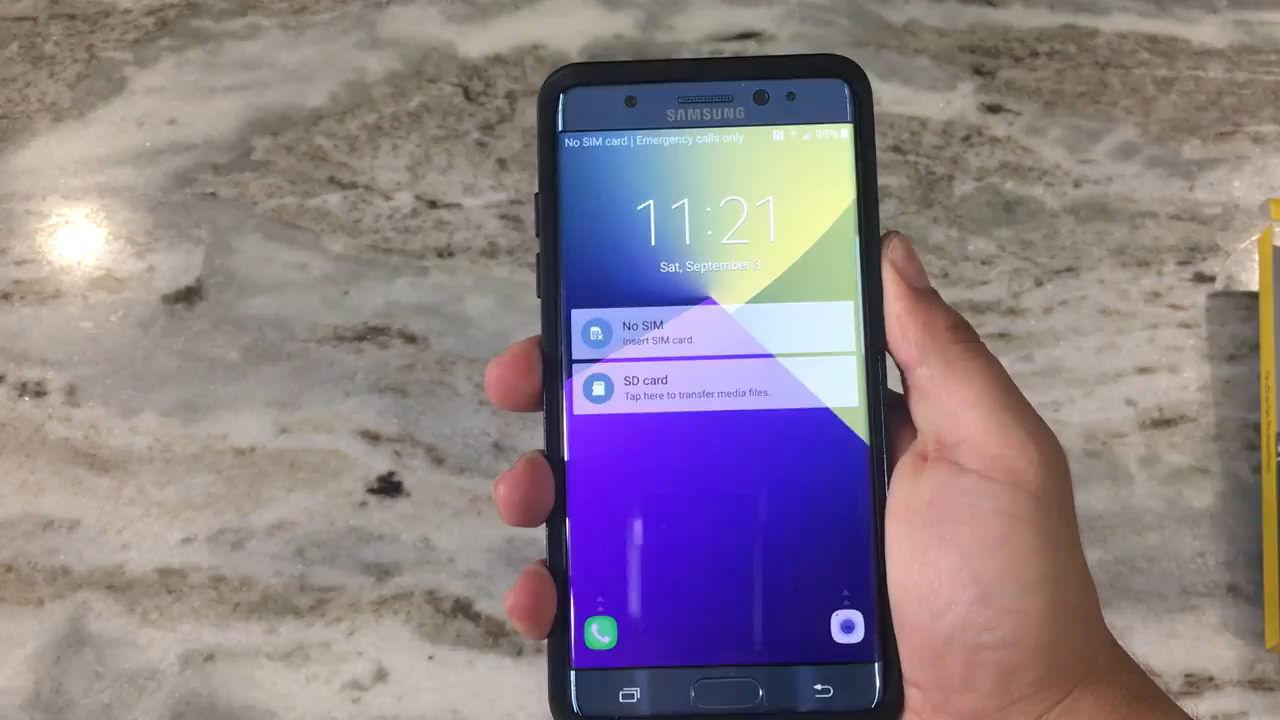 SAMSUNG
No SIM card | Emergency calls only 98%
11:21
Sat, September 3
No SIM
Insert SIM card.
SD card
Tap here to transfer media files.